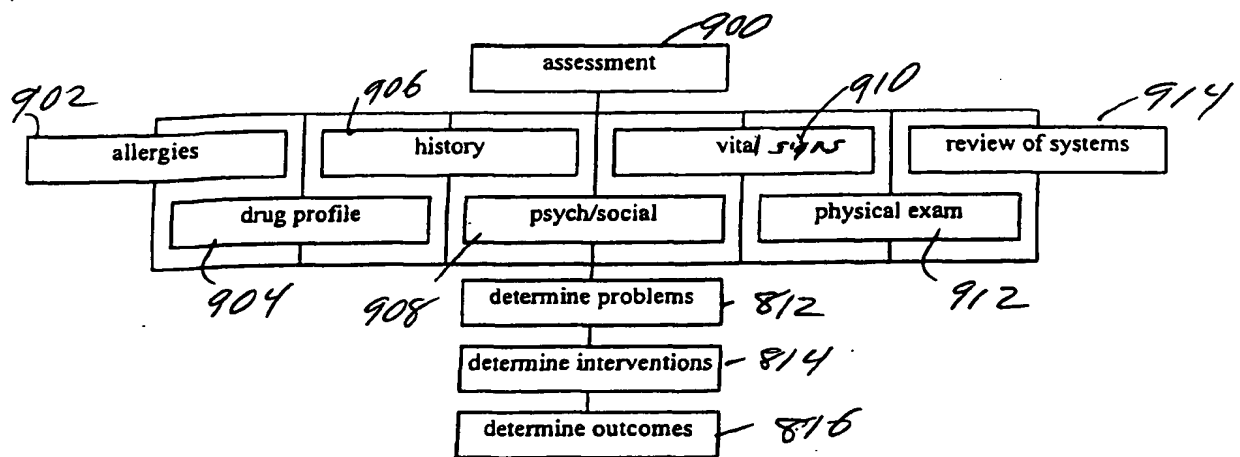 900
assessment
902
906
910
914
allergies
history
vital signs
review of systems
drug profile
psych/social
physical exam
904
908
912
determine problems
812
determine interventions
814
determine outcomes
816